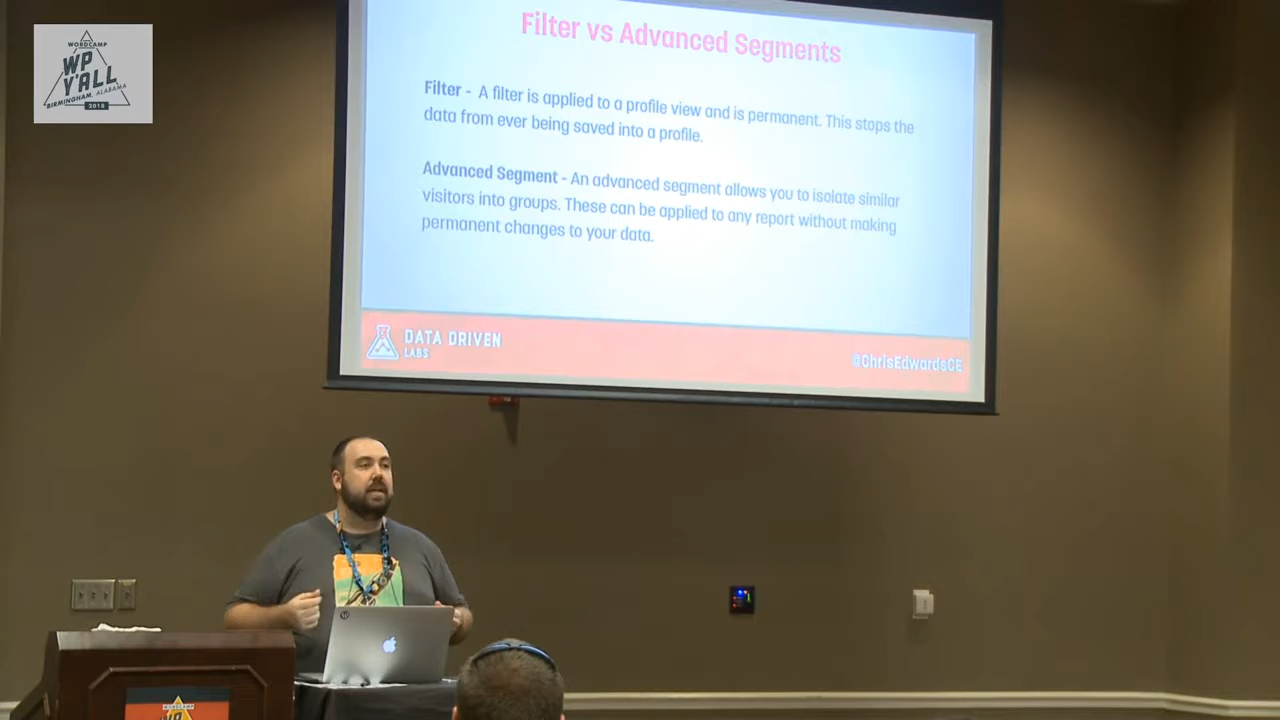 WORDCAMP
WP
Y'ALL
BIRMINGHAM, ALABAMA
2018
Filter vs Advanced Segments
Filter - A filter is applied to a profile view and is permanent. This stops the
data from ever being saved into a profile.
Advanced Segment - An advanced segment allows you to isolate similar
visitors into groups. These can be applied to any report without making
permanent changes to your data.
DATA DRIVEN
LABS
@ChrisEdwardsCE
WORDCAMP
WP